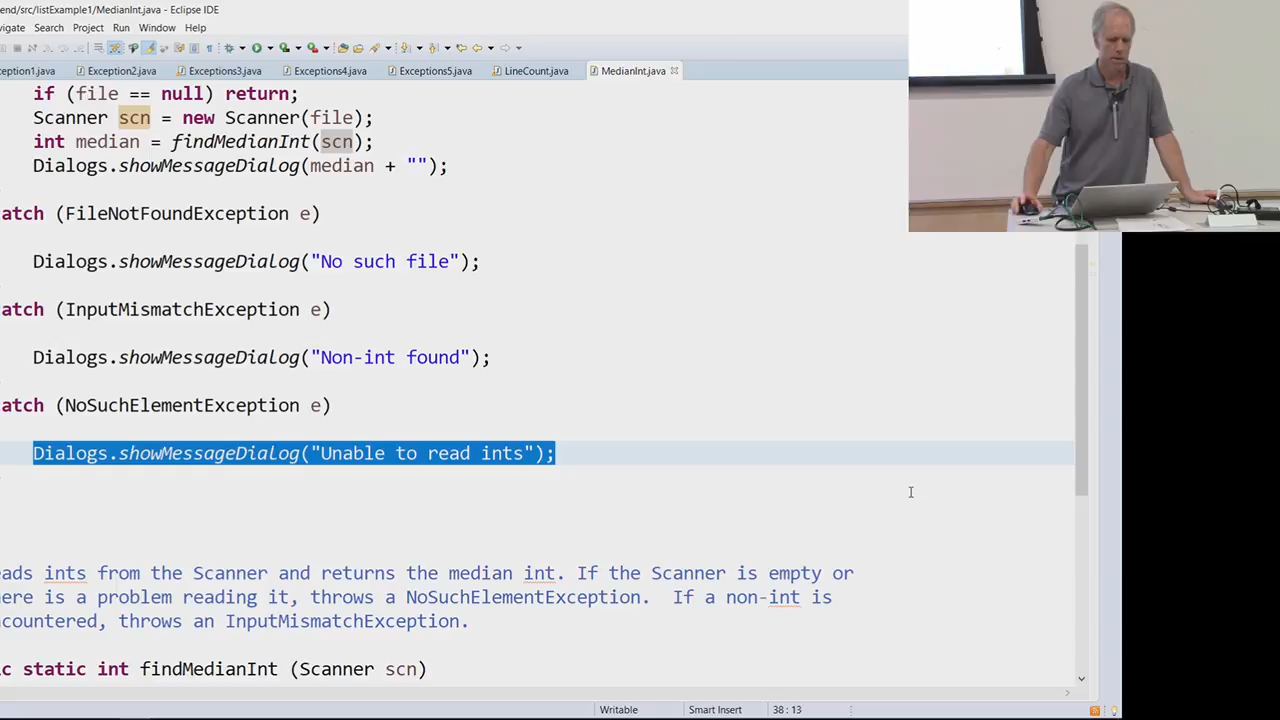 end/src/listExample1/MedianInt.java - Eclipse IDE
vigate Search Project Run Window Help
eption1.java Exception2.java Exceptions3.java Exceptions4.java Exceptions5.java LineCount.java MedianInt.java
if (file == null) return;
Scanner scn = new Scanner(file);
int median = findMedianInt(scn);
Dialogs.showMessageDialog(median + "");
atch (FileNotFoundException e)
Dialogs.showMessageDialog("No such file");
atch (InputMismatchException e)
Dialogs.showMessageDialog("Non-int found");
atch (NoSuchElementException e)
Dialogs.showMessageDialog("Unable to read ints");
eads ints from the Scanner and returns the median int. If the Scanner is empty or
here is a problem reading it, throws a NoSuchElementException. If a non-int is
ncountered, throws an InputMismatchException.
ic static int findMedianInt (Scanner scn)
Writable Smart Insert 38 : 13